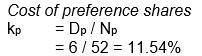 Cost of preference shares
kp = Dp / Np
= 6 / 52 = 11.54%